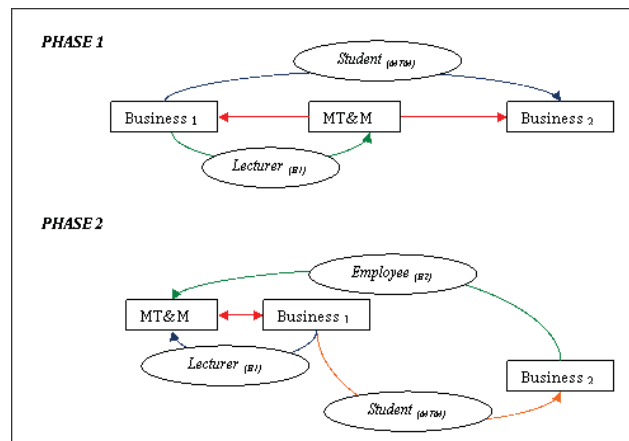 PHASE 1
Student (MT&M)
Business 1
MT&M
Business 2
Lecturer (B1)
PHASE 2
Employee (B2)
MT&M
Business 1
Lecturer (B1)
Business 2
Student (MT&M)